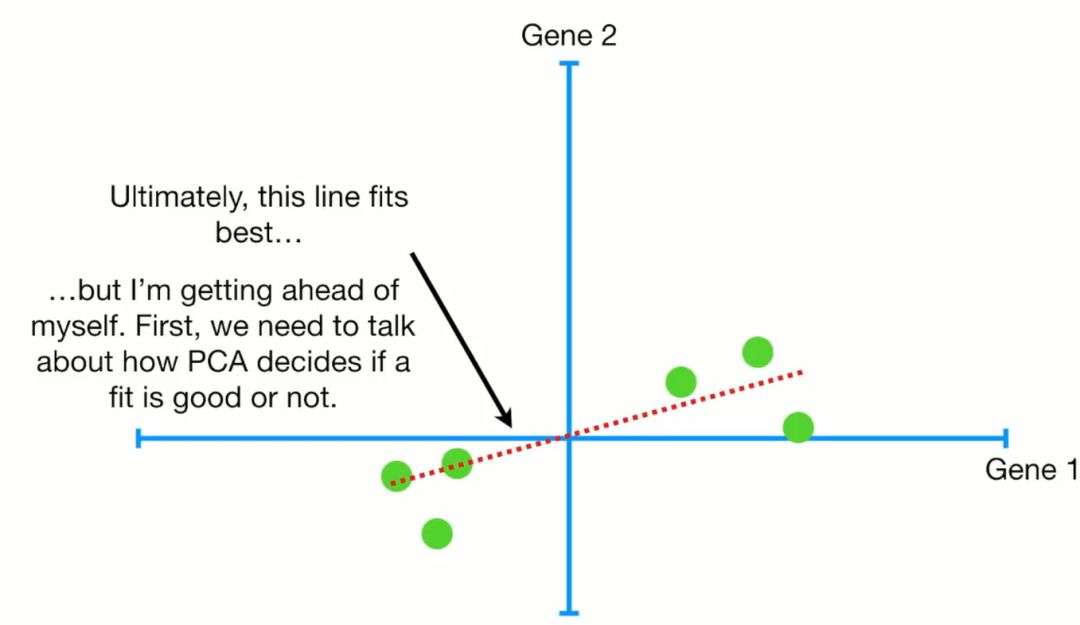 Gene 2
Ultimately, this line fits
best…
…but I'm getting ahead of
myself. First, we need to talk
about how PCA decides if a
fit is good or not.
Gene 1